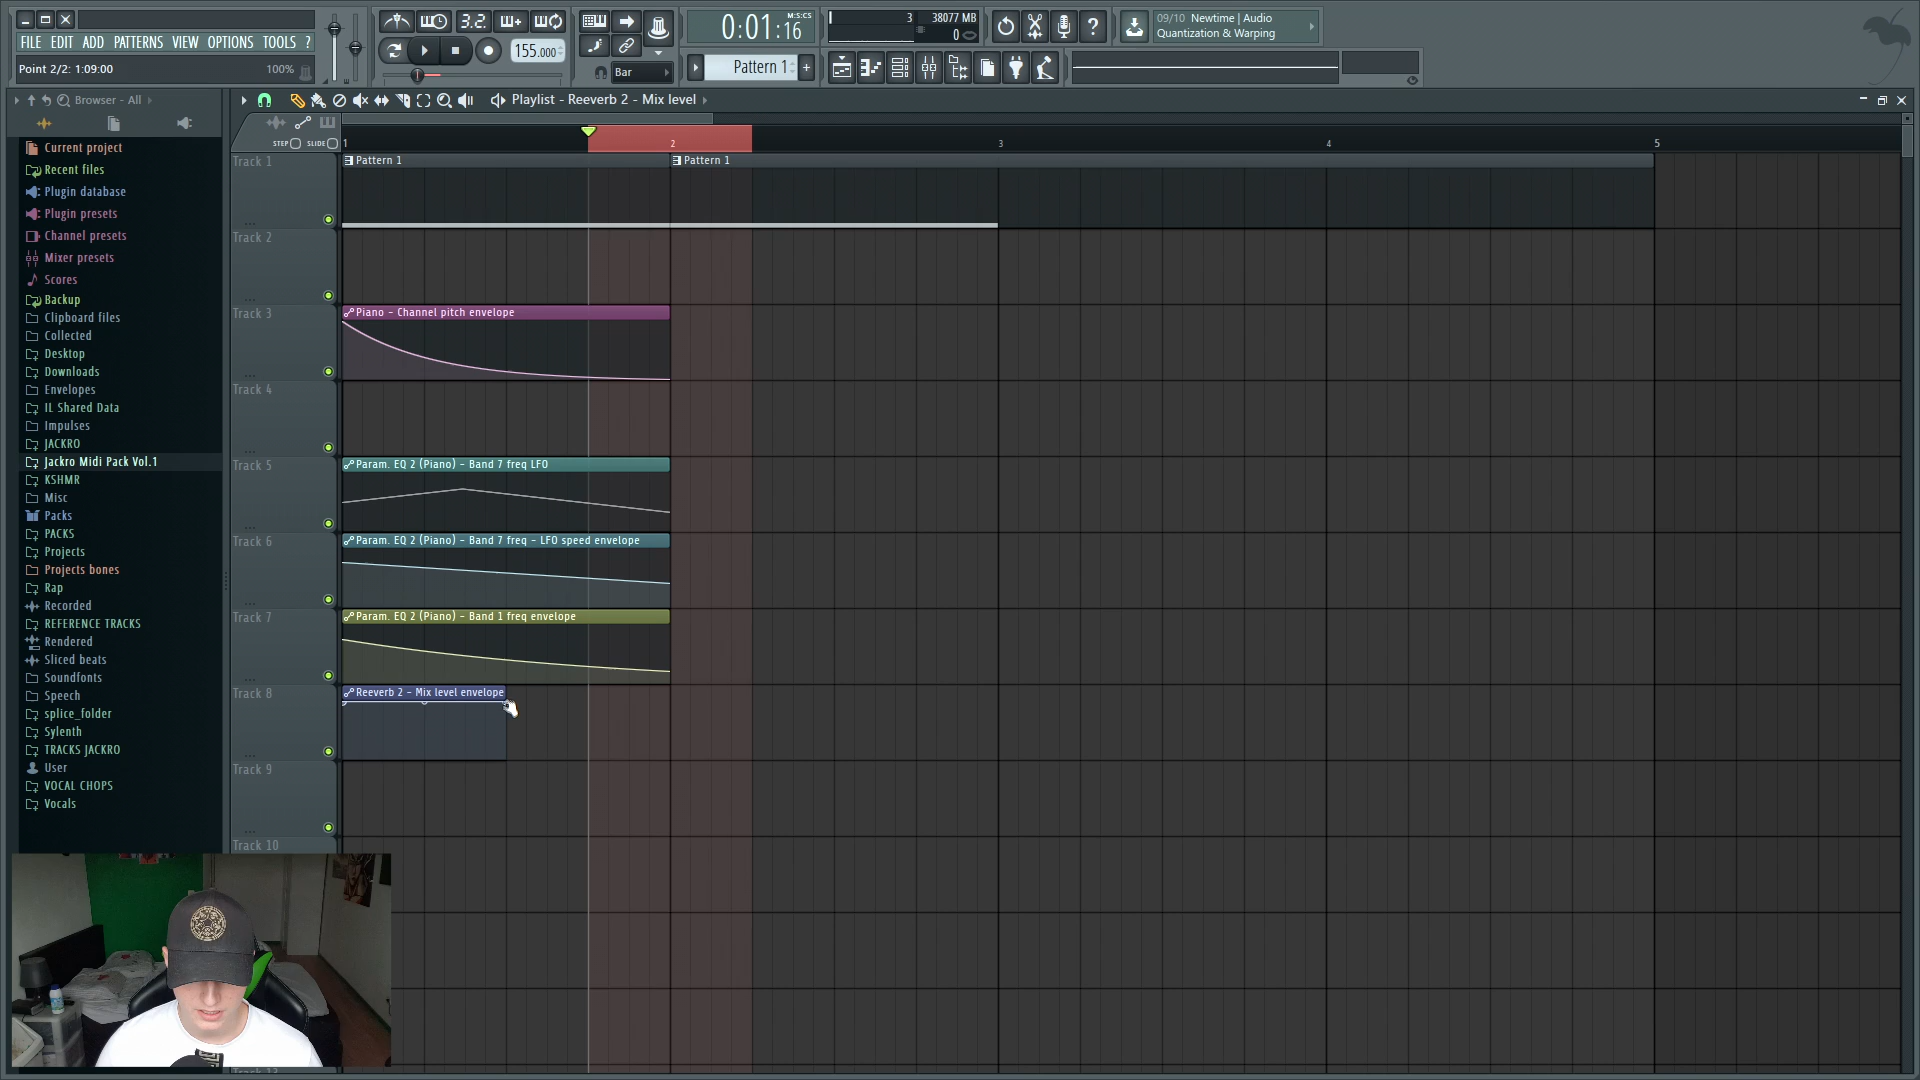 FILE EDIT ADD PATTERNS VIEW OPTIONS TOOLS ?
Point 2/2: 1:09:00 100%
3.2.
155.000
Bar
0:01:16 M:S:CS
Pattern 1
3 38077 MB
0
09/10 Newtime | Audio
Quantization & Warping
Browser - All
Playlist - Reeverb 2 - Mix level
STEP SLIDE
1 2 3 4 5
Current project
Recent files
Plugin database
Plugin presets
Channel presets
Mixer presets
Scores
Backup
Clipboard files
Collected
Desktop
Downloads
Envelopes
IL Shared Data
Impulses
JACKRO
Jackro Midi Pack Vol.1
KSHMR
Misc
Packs
PACKS
Projects
Projects bones
Rap
Recorded
REFERENCE TRACKS
Rendered
Sliced beats
Soundfonts
Speech
splice_folder
Sylenth
TRACKS JACKRO
User
VOCAL CHOPS
Vocals
Track 1
Pattern 1
Pattern 1
Track 2
Track 3
Piano - Channel pitch envelope
Track 4
Track 5
Param. EQ 2 (Piano) - Band 7 freq LFO
Track 6
Param. EQ 2 (Piano) - Band 7 freq - LFO speed envelope
Track 7
Param. EQ 2 (Piano) - Band 1 freq envelope
Track 8
Reeverb 2 - Mix level envelope
Track 9
Track 10